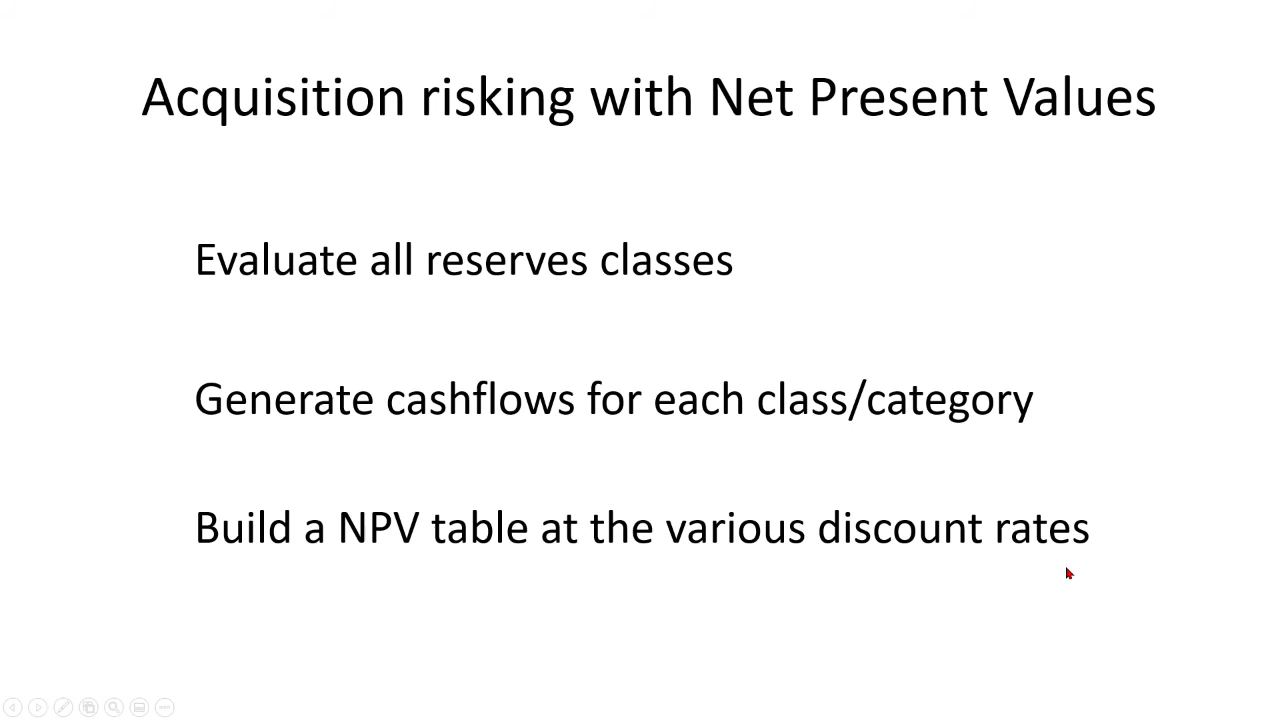 Acquisition risking with Net Present Values
Evaluate all reserves classes
Generate cashflows for each class/category
Build a NPV table at the various discount rates